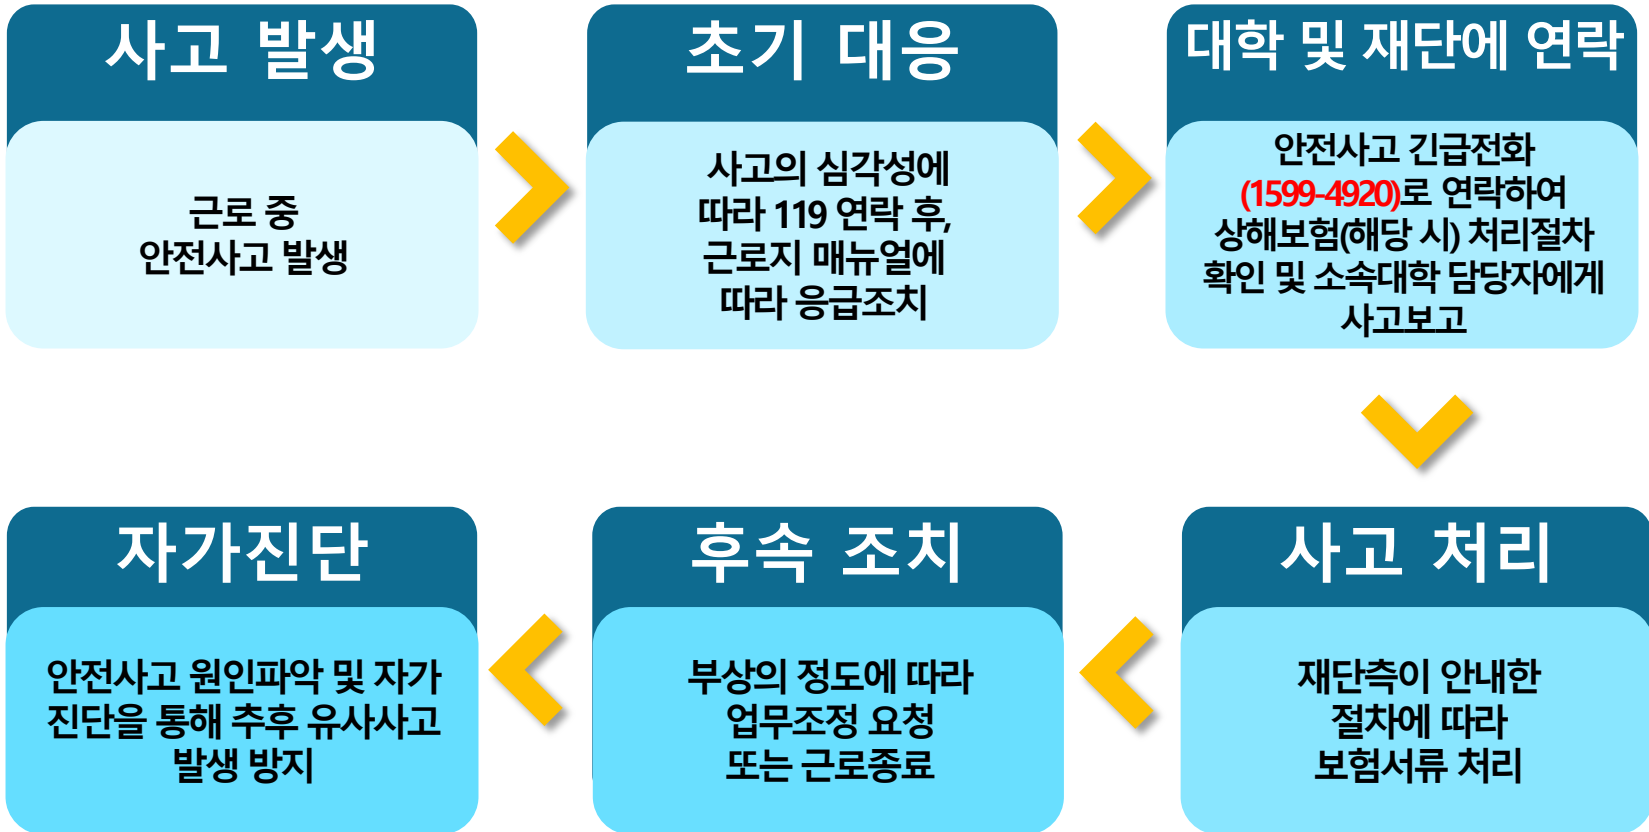 사고 발생
근로 중
안전사고 발생
초기 대응
사고의 심각성에
따라 119 연락 후,
근로지 매뉴얼에
따라 응급조치
대학 및 재단에 연락
안전사고 긴급전화
(1599-4920)로 연락하여
상해보험(해당 시) 처리절차
확인 및 소속대학 담당자에게
사고보고
사고 처리
재단측이 안내한
절차에 따라
보험서류 처리
후속 조치
부상의 정도에 따라
업무조정 요청
또는 근로종료
자가진단
안전사고 원인파악 및 자가
진단을 통해 추후 유사사고
발생 방지